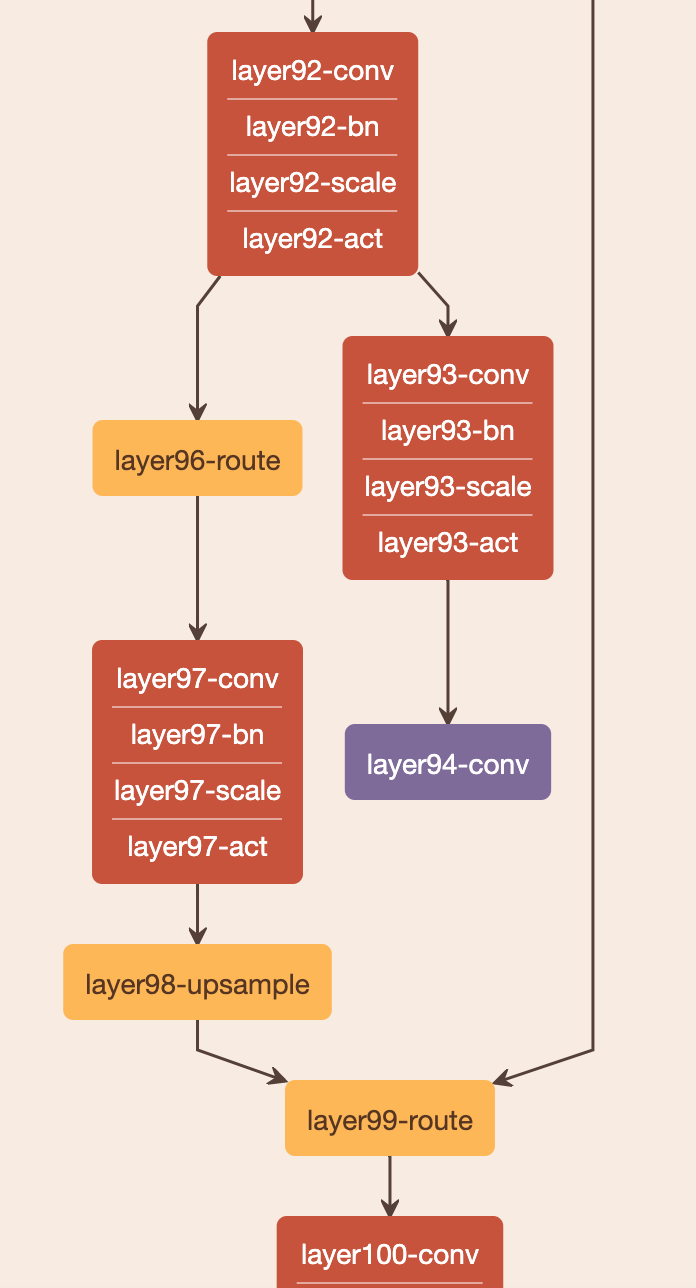 layer92-conv
layer92-bn
layer92-scale
layer92-act
layer93-conv
layer93-bn
layer93-scale
layer93-act
layer96-route
layer97-conv
layer97-bn
layer97-scale
layer97-act
layer94-conv
layer98-upsample
layer99-route
layer100-conv